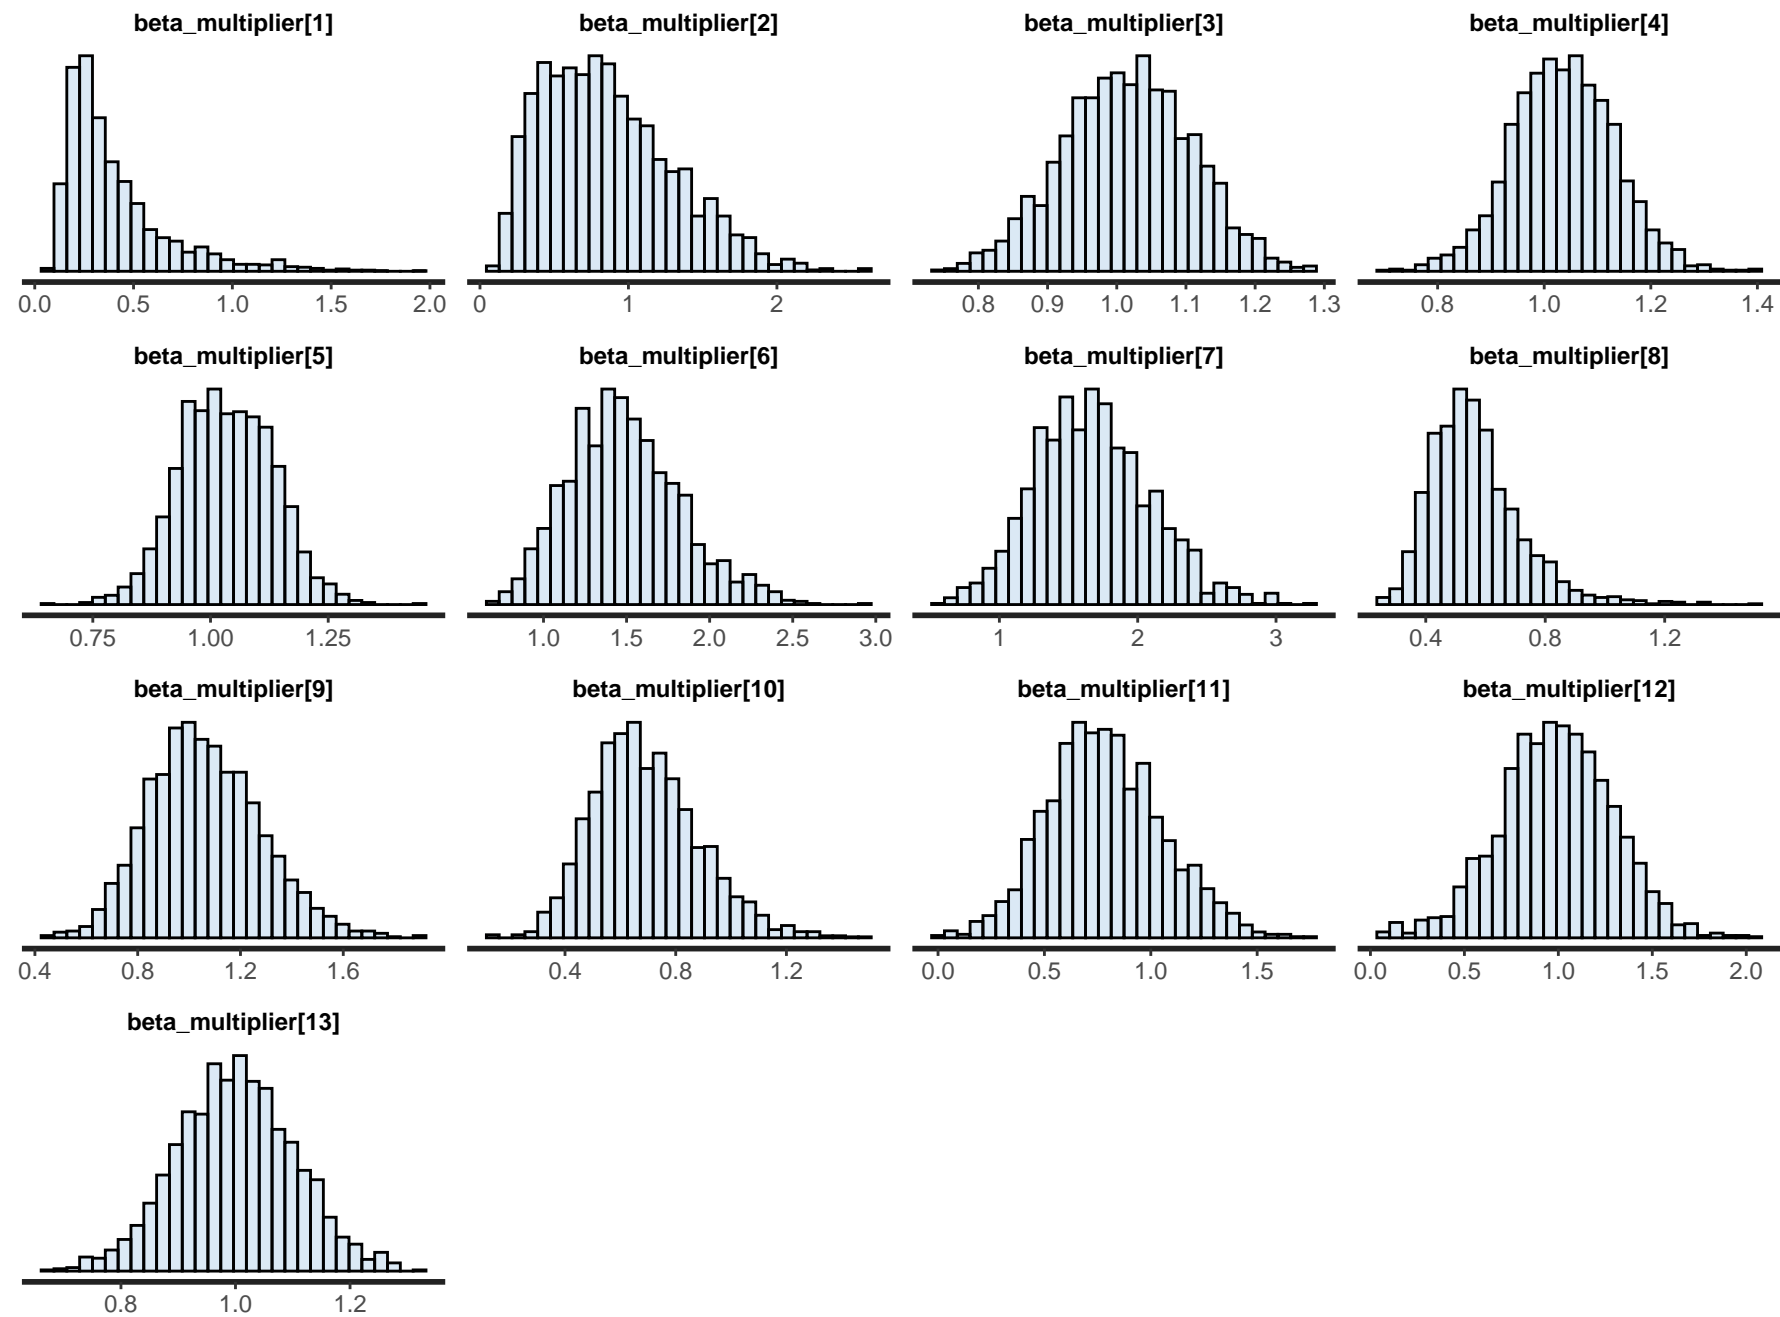 beta_multiplier[1] beta_multiplier[2] beta_multiplier[3] beta_multiplier[4]
0.0 0.5 1.0 1.5 2.0 0 1 2 0.8 0.9 1.0 1.1 1.2 1.3 0.8 1.0 1.2 1.4
beta_multiplier[5] beta_multiplier[6] beta_multiplier[7] beta_multiplier[8]
0.75 1.00 1.25 1.0 1.5 2.0 2.5 3.0 1 2 3 0.4 0.8 1.2
beta_multiplier[9] beta_multiplier[10] beta_multiplier[11] beta_multiplier[12]
0.4 0.8 1.2 1.6 0.4 0.8 1.2 0.0 0.5 1.0 1.5 0.0 0.5 1.0 1.5 2.0
beta_multiplier[13]
0.8 1.0 1.2